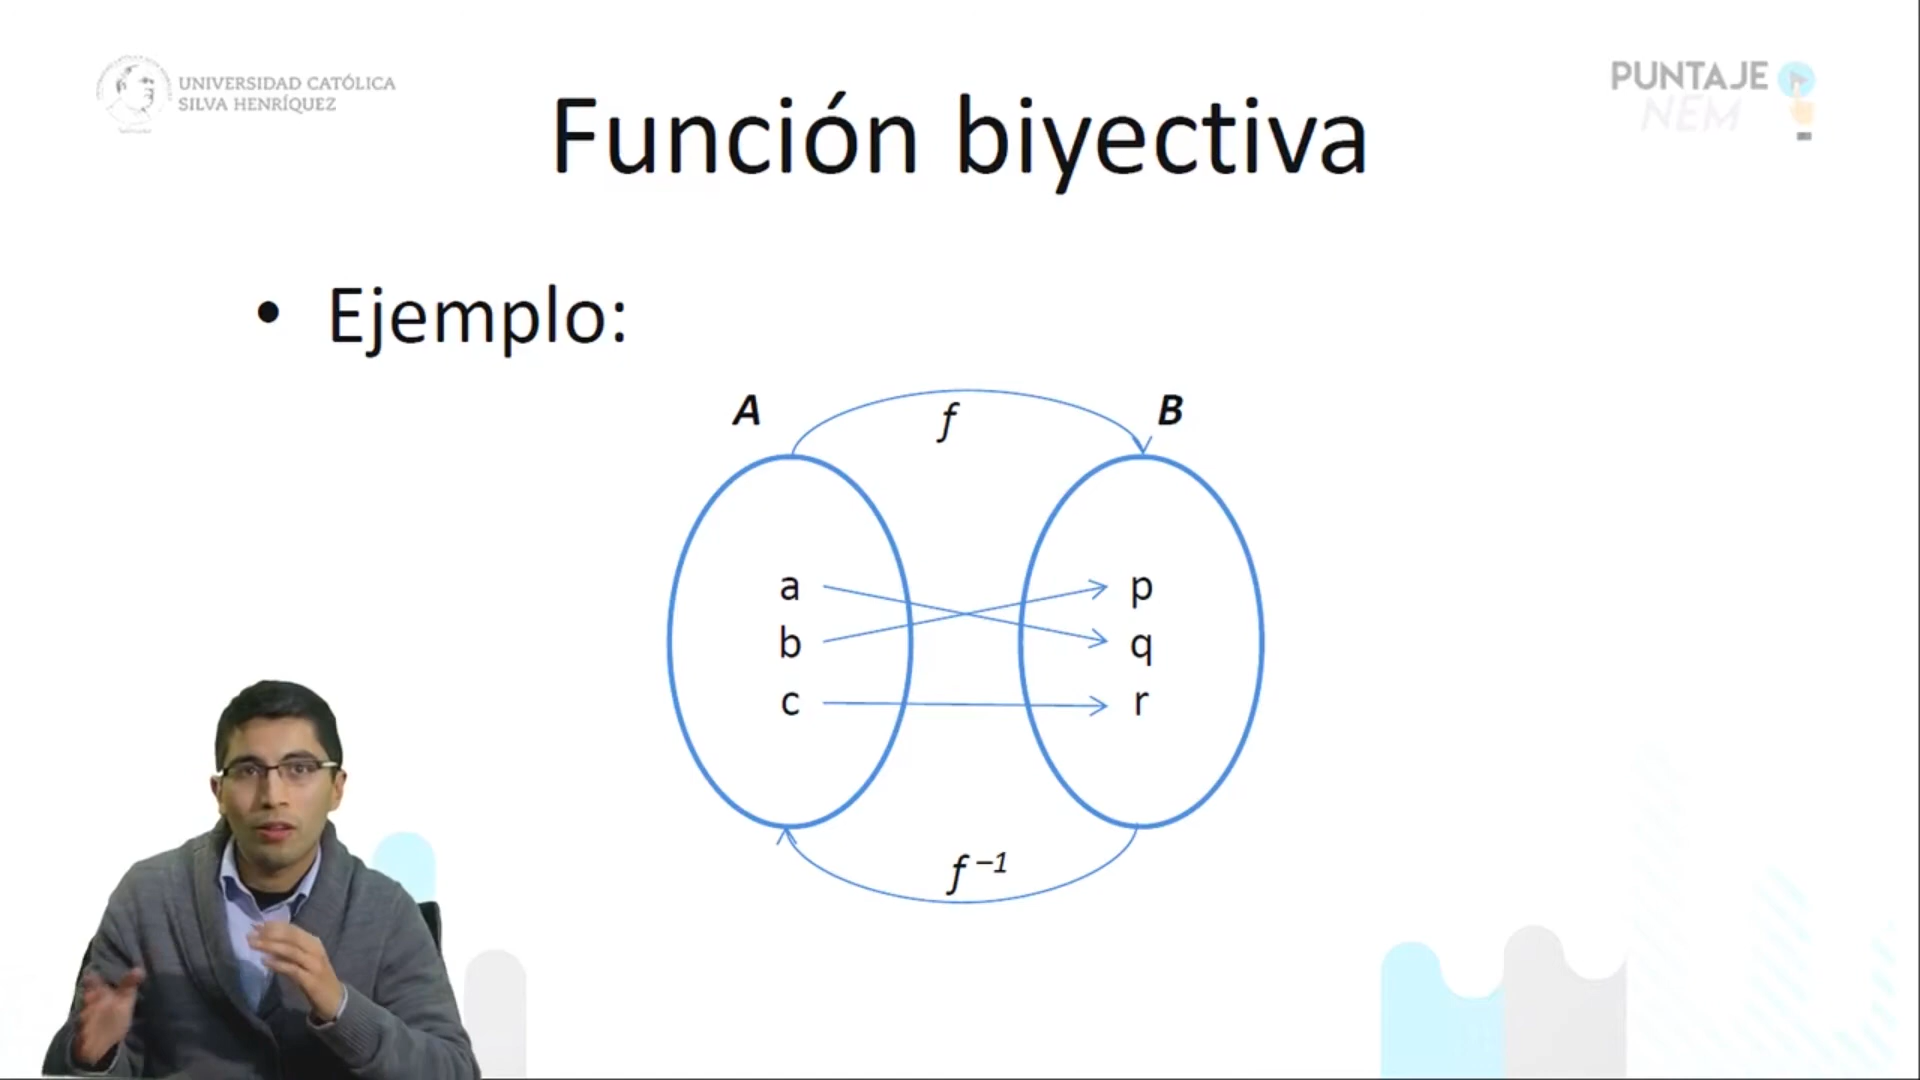 UNIVERSIDAD CATÓLICA
SILVA HENRÍQUEZ
PUNTAJE
NEM
Función biyectiva
• Ejemplo:
A
f
B
a
p
b
q
c
r
f –1